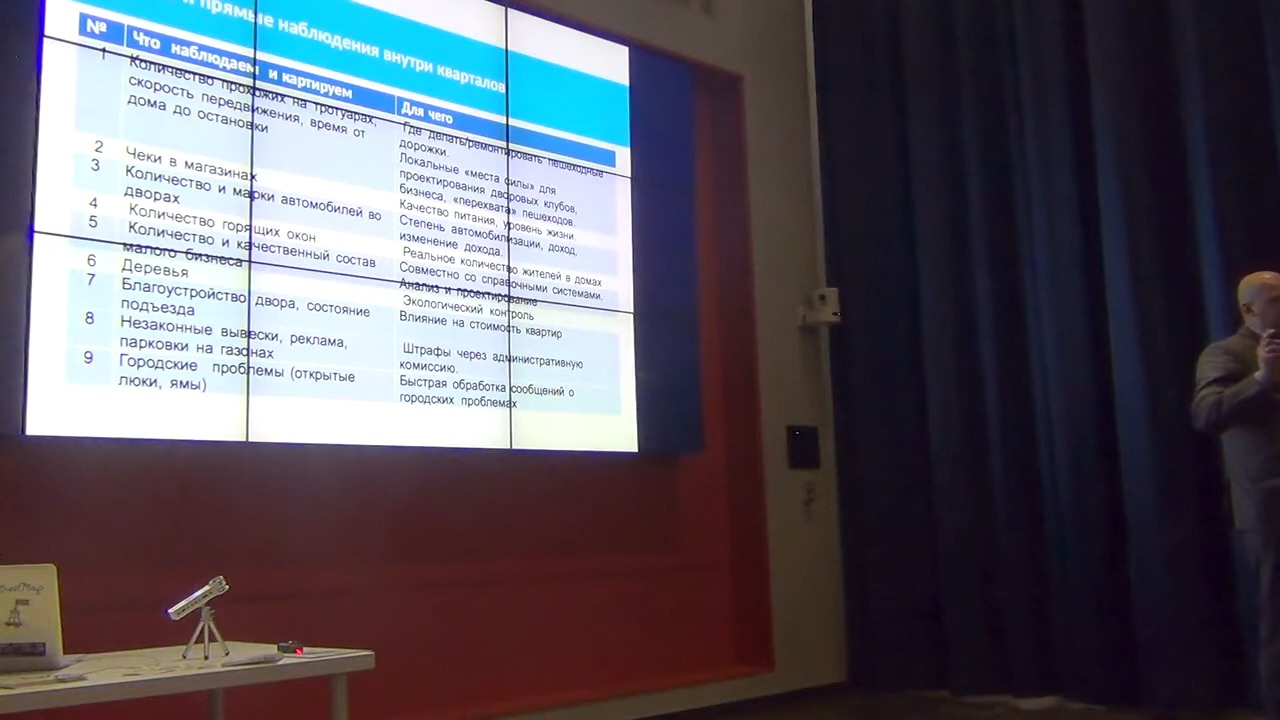 и прямые наблюдения внутри кварталов
№ Что наблюдаем и картируем Для чего
1 Количество прохожих на тротуарах,
скорость передвижения, время от
дома до остановки
Где делать/ремонтировать пешеходные
дорожки.
Локальные «места силы» для
проектирования дворовых клубов,
бизнеса, «перехвата» пешеходов.
2 Чеки в магазинах
Качество питания, уровень жизни.
3 Количество и марки автомобилей во
дворах
Степень автомобилизации, доход,
изменение дохода.
4 Количество горящих окон
Реальное количество жителей в домах
5 Количество и качественный состав
малого бизнеса
Совместно со справочными системами.
Анализ и проектирование
6 Деревья
Экологический контроль
7 Благоустройство двора, состояние
подъезда
Влияние на стоимость квартир
8 Незаконные вывески, реклама,
парковки на газонах
Штрафы через административную
комиссию.
9 Городские проблемы (открытые
люки, ямы)
Быстрая обработка сообщений о
городских проблемах